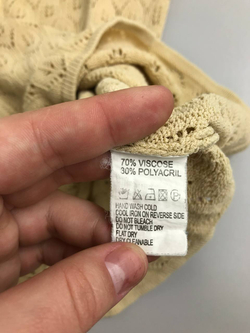 70% VISCOSE
30% POLYACRIL
HAND WASH COLD
COOL IRON ON REVERSE SIDE
DO NOT BLEACH
DO NOT TUMBLE DRY
FLAT DRY
DRY CLEANABLE